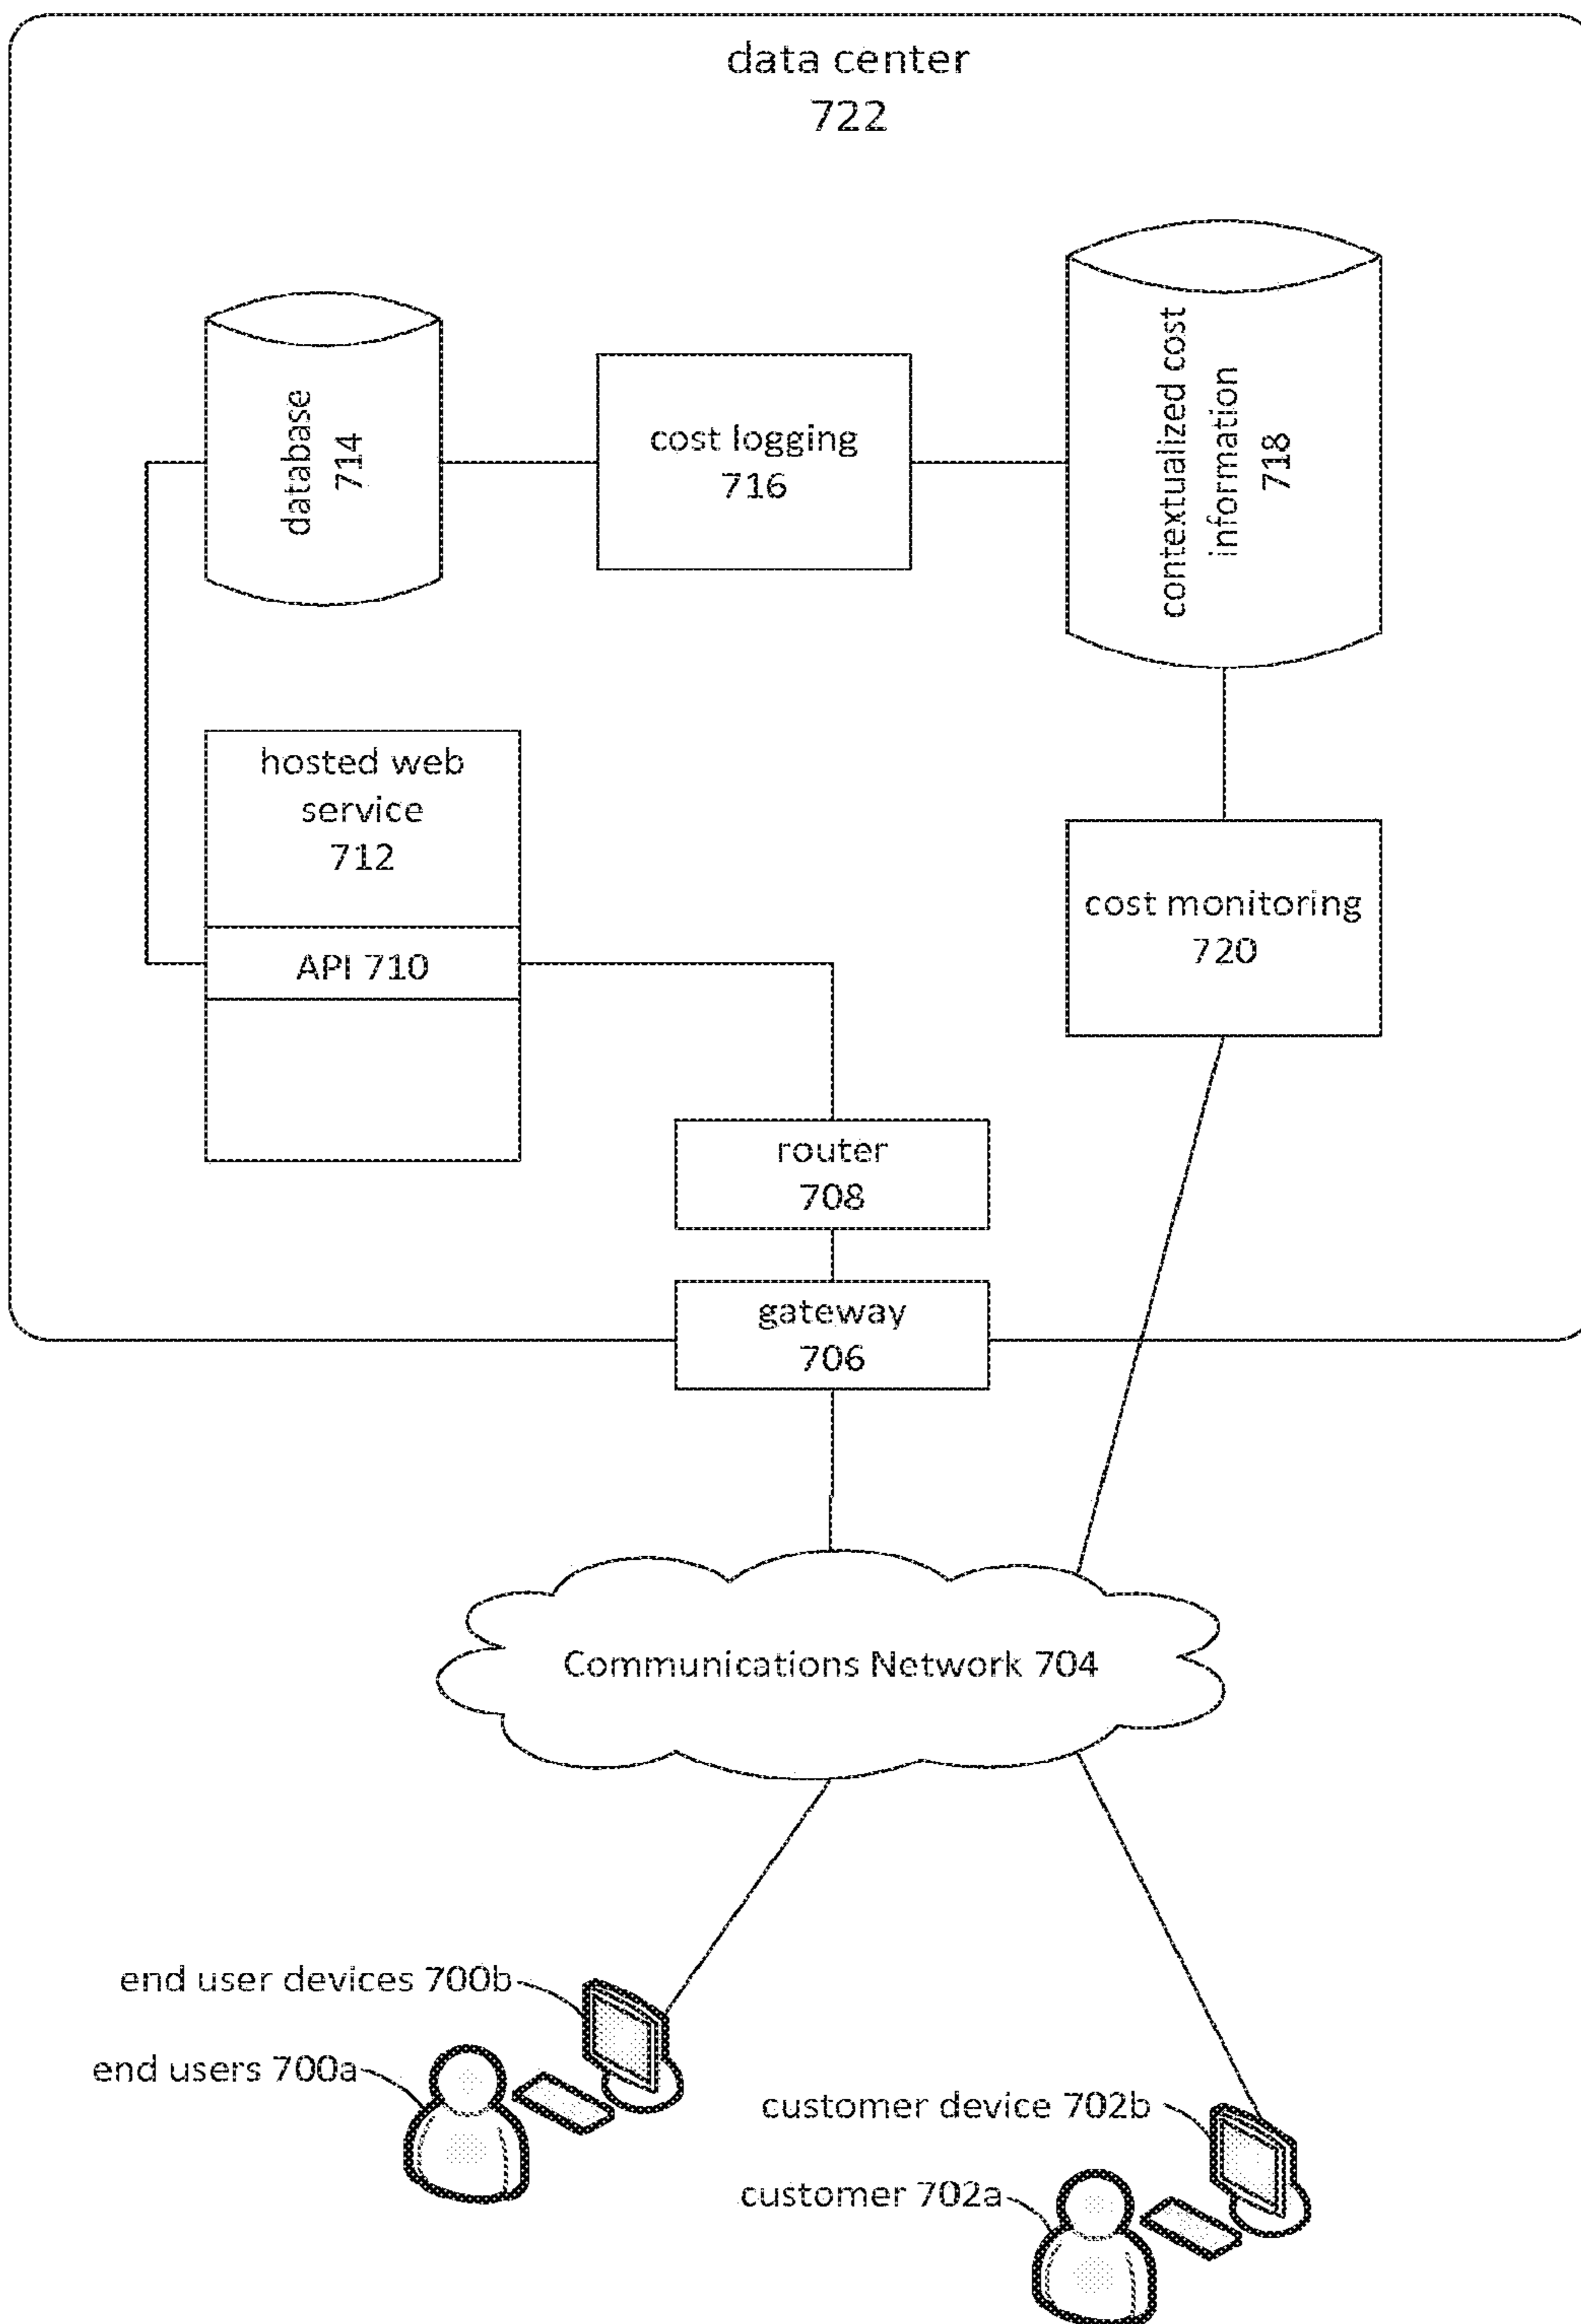 data center
722
database
714
cost logging
716
contextualized cost
information
718
hosted web
service
712
API 710
cost monitoring
720
router
708
gateway
706
Communications Network 704
end user devices 700b
end users 700a
customer device 702b
customer 702a